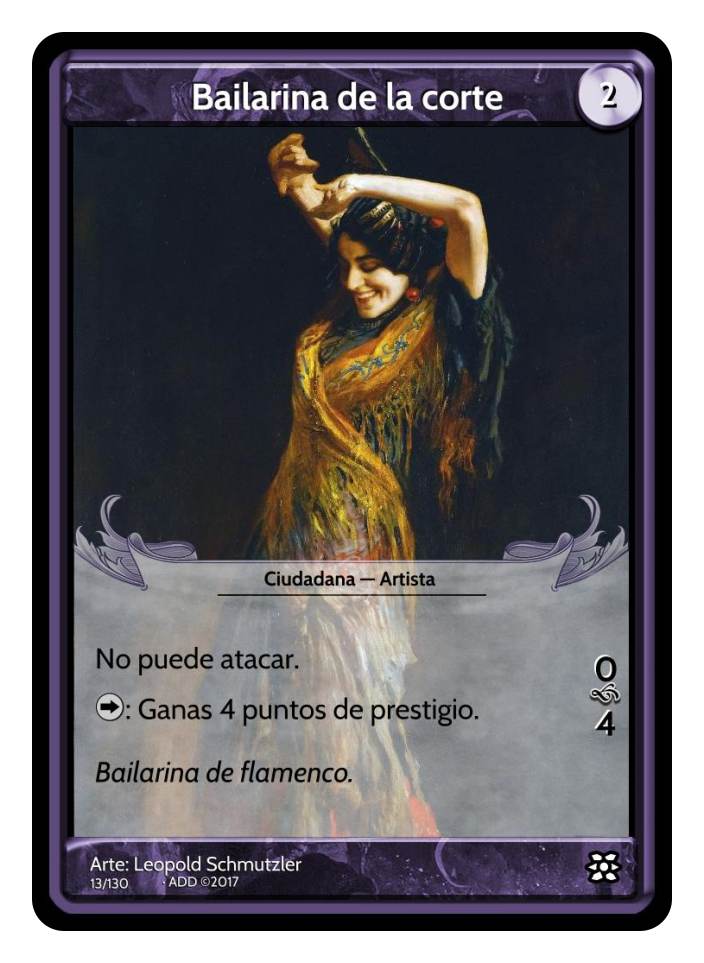 Bailarina de la corte
2
Ciudadana — Artista
No puede atacar.
: Ganas 4 puntos de prestigio.
Bailarina de flamenco.
0
4
Arte: Leopold Schmutzler
13/130 · ADD ©2017